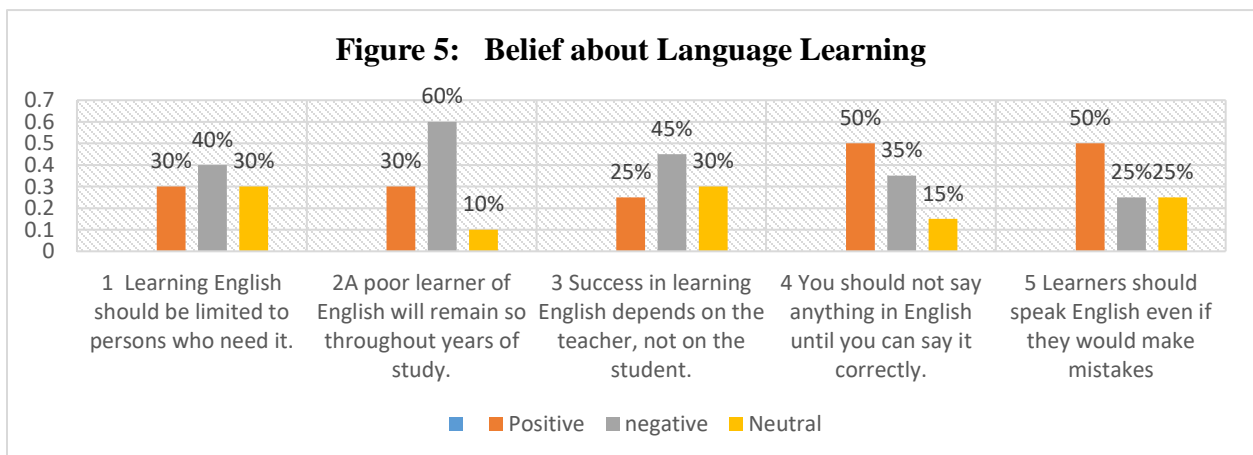 Figure 5: Belief about Language Learning
0.7
0.6
0.5
0.4
0.3
0.2
0.1
0
30% 40% 30%
30% 60% 10%
25% 45% 30%
50% 35% 15%
50% 25% 25%
1 Learning English
should be limited to
persons who need it.
2A poor learner of
English will remain so
throughout years of
study.
3 Success in learning
English depends on the
teacher, not on the
student.
4 You should not say
anything in English
until you can say it
correctly.
5 Learners should
speak English even if
they would make
mistakes
Positive negative Neutral